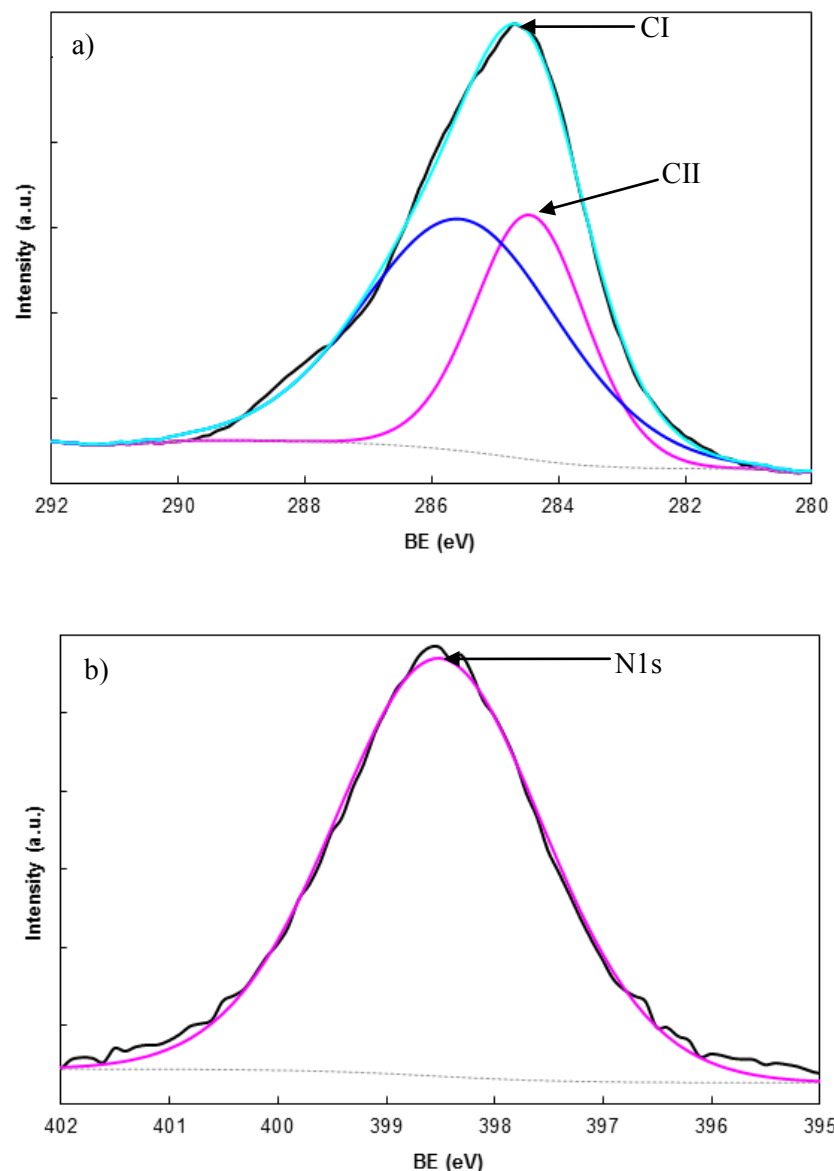 a)
CI
CII
Intensity (a.u.)
292 290 288 286 284 282 280
BE (eV)
b)
N1s
Intensity (a.u.)
402 401 400 399 398 397 396 395
BE (eV)